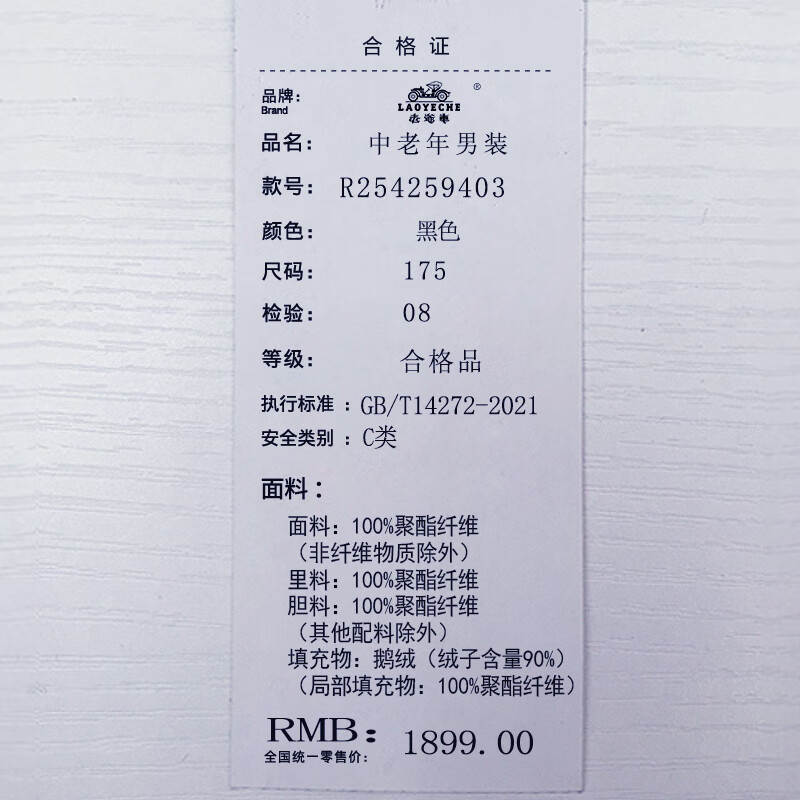 合格证
品牌:
Brand
LAOYECHE
老爷车
®
品名: 中老年男装
款号: R254259403
颜色: 黑色
尺码: 175
检验: 08
等级: 合格品
执行标准 : GB/T14272-2021
安全类别 : C类
面料:
面料: 100%聚酯纤维
(非纤维物质除外)
里料: 100%聚酯纤维
胆料: 100%聚酯纤维
(其他配料除外)
填充物: 鹅绒 (绒子含量90%)
(局部填充物: 100%聚酯纤维)
RMB: 1899.00
全国统一零售价: